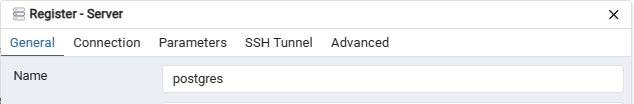 Register - Server
General Connection Parameters SSH Tunnel Advanced
Name postgres